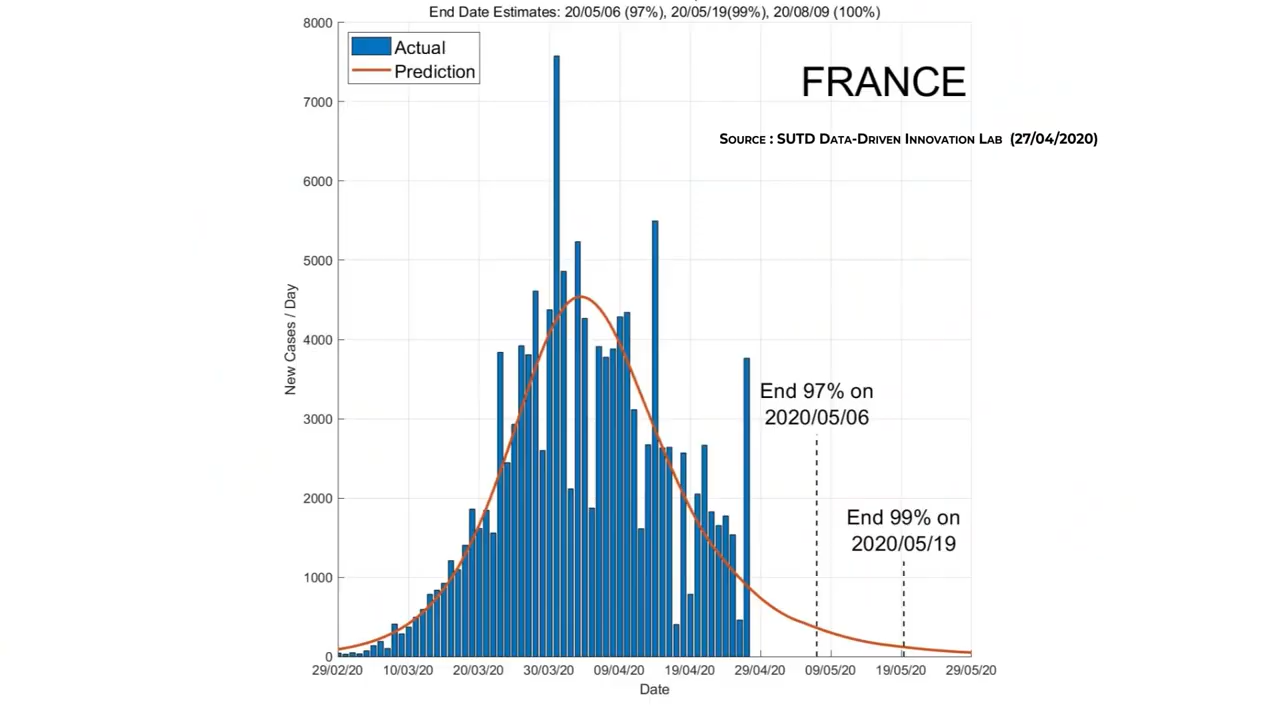 End Date Estimates: 20/05/06 (97%), 20/05/19(99%), 20/08/09 (100%)
8000
Actual
Prediction
FRANCE
7000
Source : SUTD Data-Driven Innovation Lab (27/04/2020)
6000
5000
New Cases / Day
4000
End 97% on
2020/05/06
3000
2000
End 99% on
2020/05/19
1000
0
29/02/20 10/03/20 20/03/20 30/03/20 09/04/20 19/04/20 29/04/20 09/05/20 19/05/20 29/05/20
Date